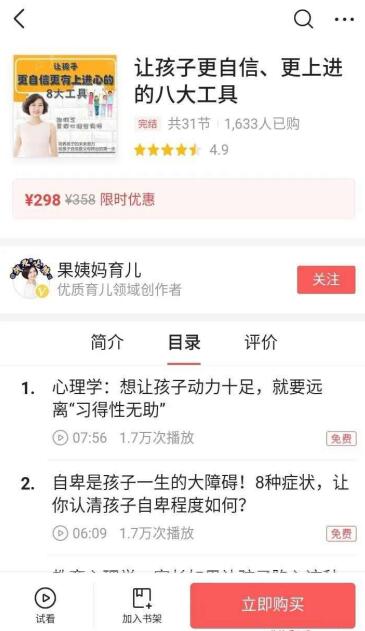 让孩子
更自信更有上进心的
8大工具
让孩子更自信、更上进
的八大工具
完结 共31节 1,633人已购
4.9
¥298 ¥358 限时优惠
果姨妈育儿
优质育儿领域创作者
关注
简介 目录 评价
1. 心理学：想让孩子动力十足，就要远
离“习得性无助”
07:56 1.7万次播放 免费
2. 自卑是孩子一生的大障碍！8种症状，让
你认清孩子自卑程度如何？
06:09 1.7万次播放 免费
试看
加入书架
立即购买